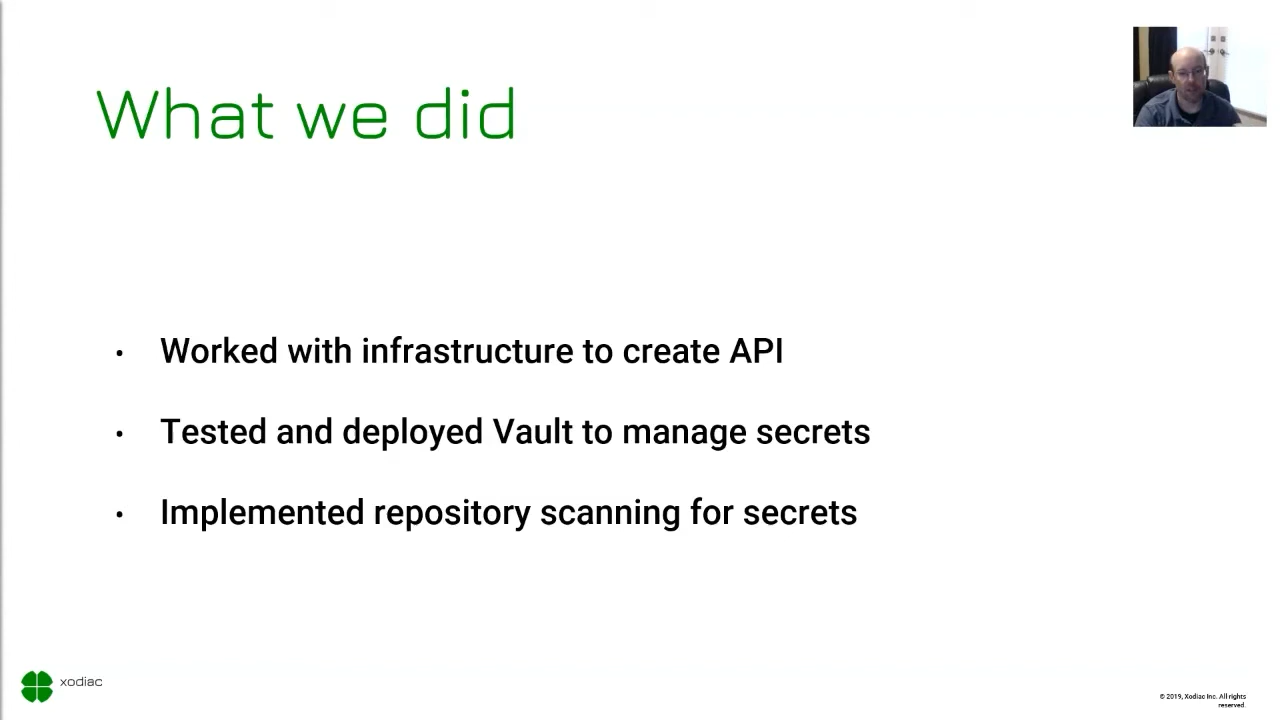 What we did
• Worked with infrastructure to create API
• Tested and deployed Vault to manage secrets
• Implemented repository scanning for secrets
xodiac
© 2019, Xodiac Inc. All rights
reserved.